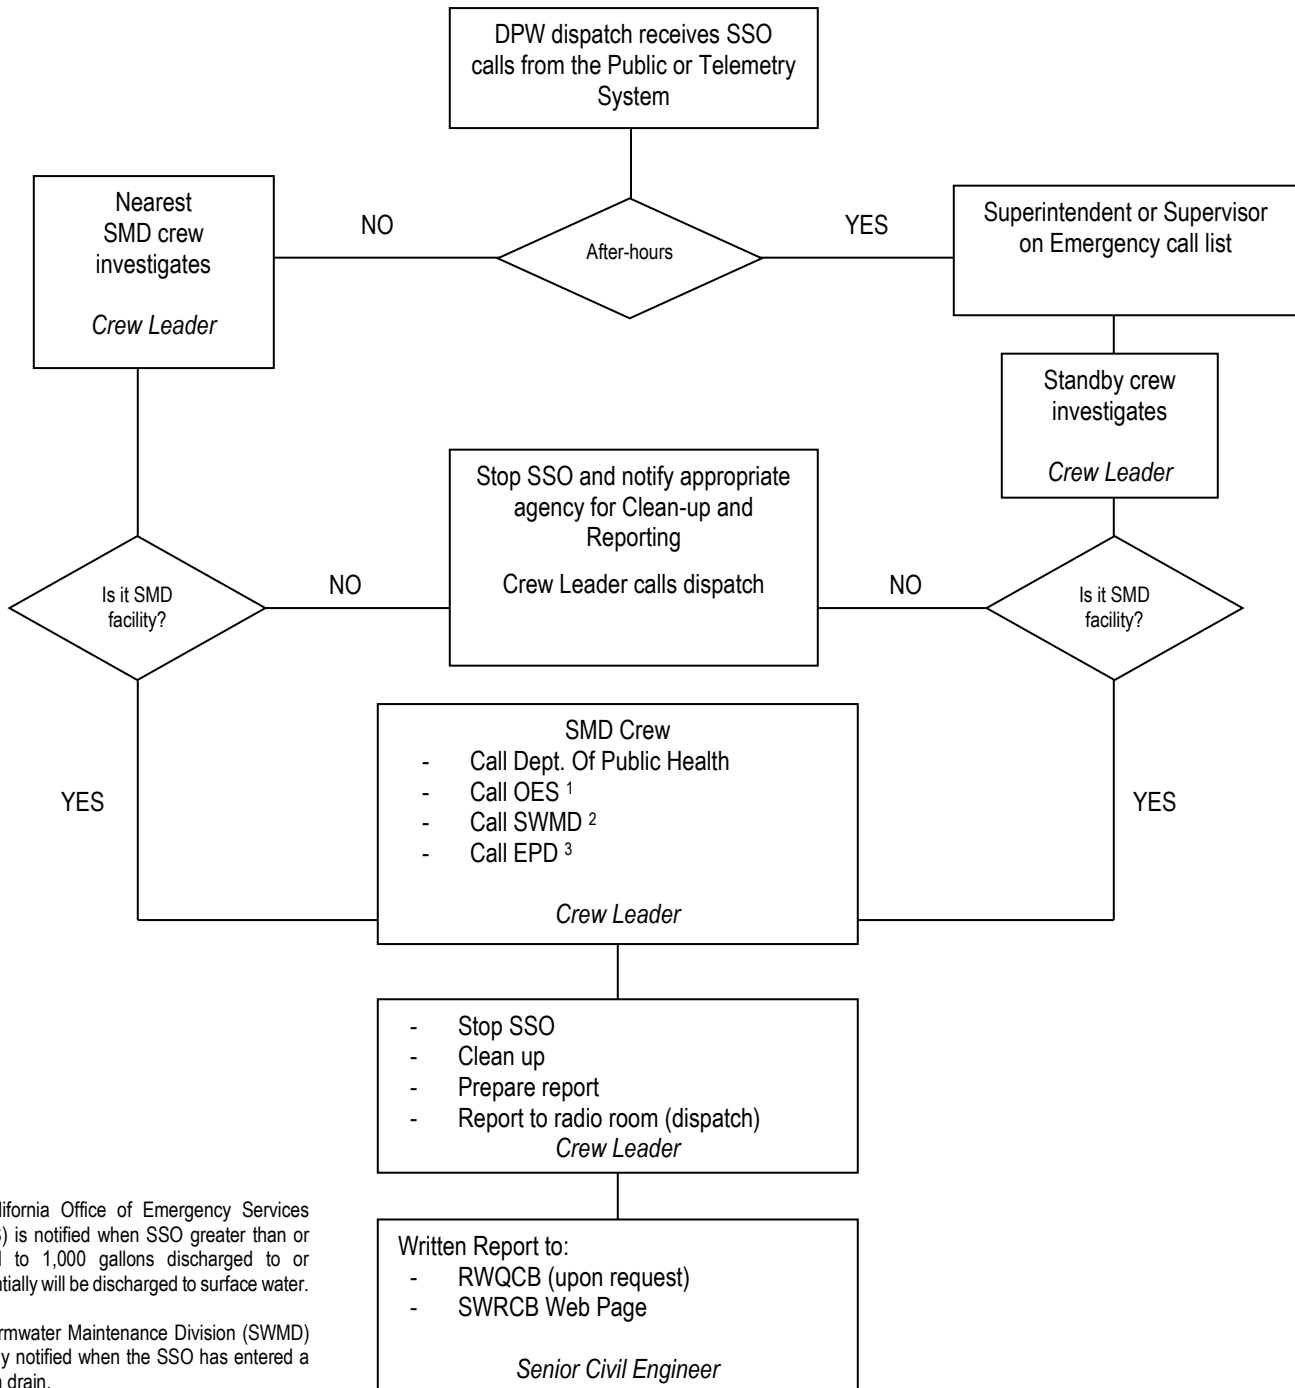 DPW dispatch receives SSO
calls from the Public or Telemetry
System
Nearest
SMD crew
investigates
Crew Leader
NO
After-hours
YES
Superintendent or Supervisor
on Emergency call list
Standby crew
investigates
Crew Leader
Stop SSO and notify appropriate
agency for Clean-up and
Reporting
Crew Leader calls dispatch
Is it SMD
facility?
NO
NO
Is it SMD
facility?
YES
SMD Crew
- Call Dept. Of Public Health
- Call OES 1
- Call SWMD 2
- Call EPD 3
Crew Leader
YES
- Stop SSO
- Clean up
- Prepare report
- Report to radio room (dispatch)
Crew Leader
Written Report to:
- RWQCB (upon request)
- SWRCB Web Page
Senior Civil Engineer
Office of Emergency Services
is notified when SSO greater than or
to 1,000 gallons discharged to or
will be discharged to surface water.
Maintenance Division (SWMD)
notified when the SSO has entered a
drain.